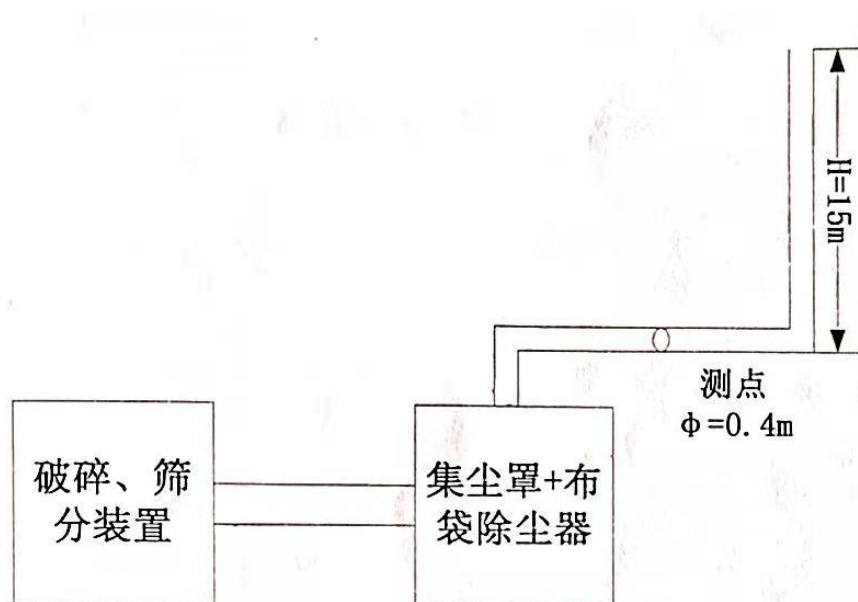 H=15m
测点
Φ=0.4m
破碎、筛
分装置
集尘罩+布
袋除尘器